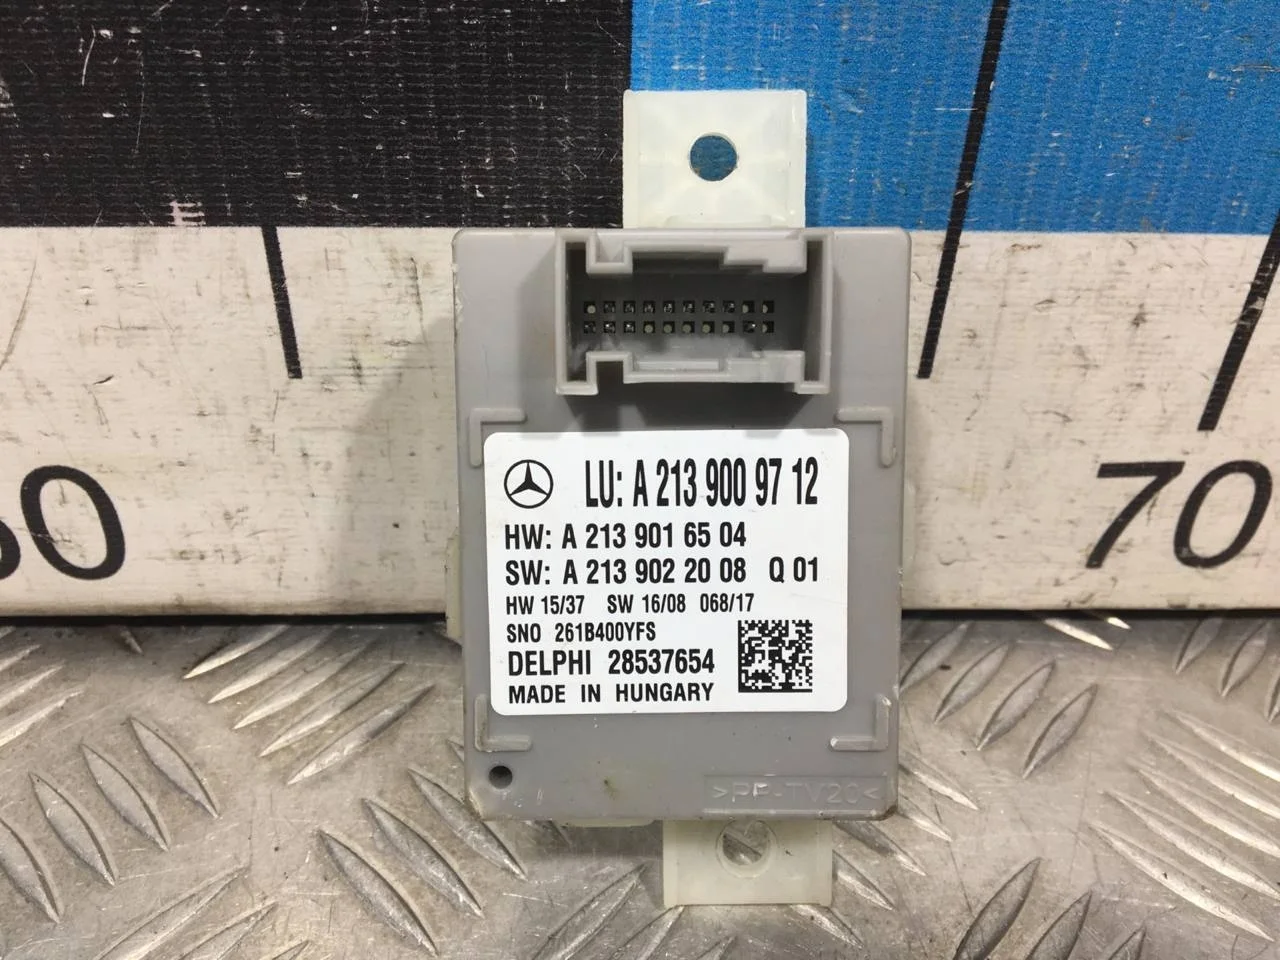 LU: A 213 900 97 12
HW: A 213 901 65 04
SW: A 213 902 20 08 Q 01
HW 15/37 SW 16/08 068/17
SNO 261B400YFS
DELPHI 28537654
MADE IN HUNGARY
>PP-TV20<
70